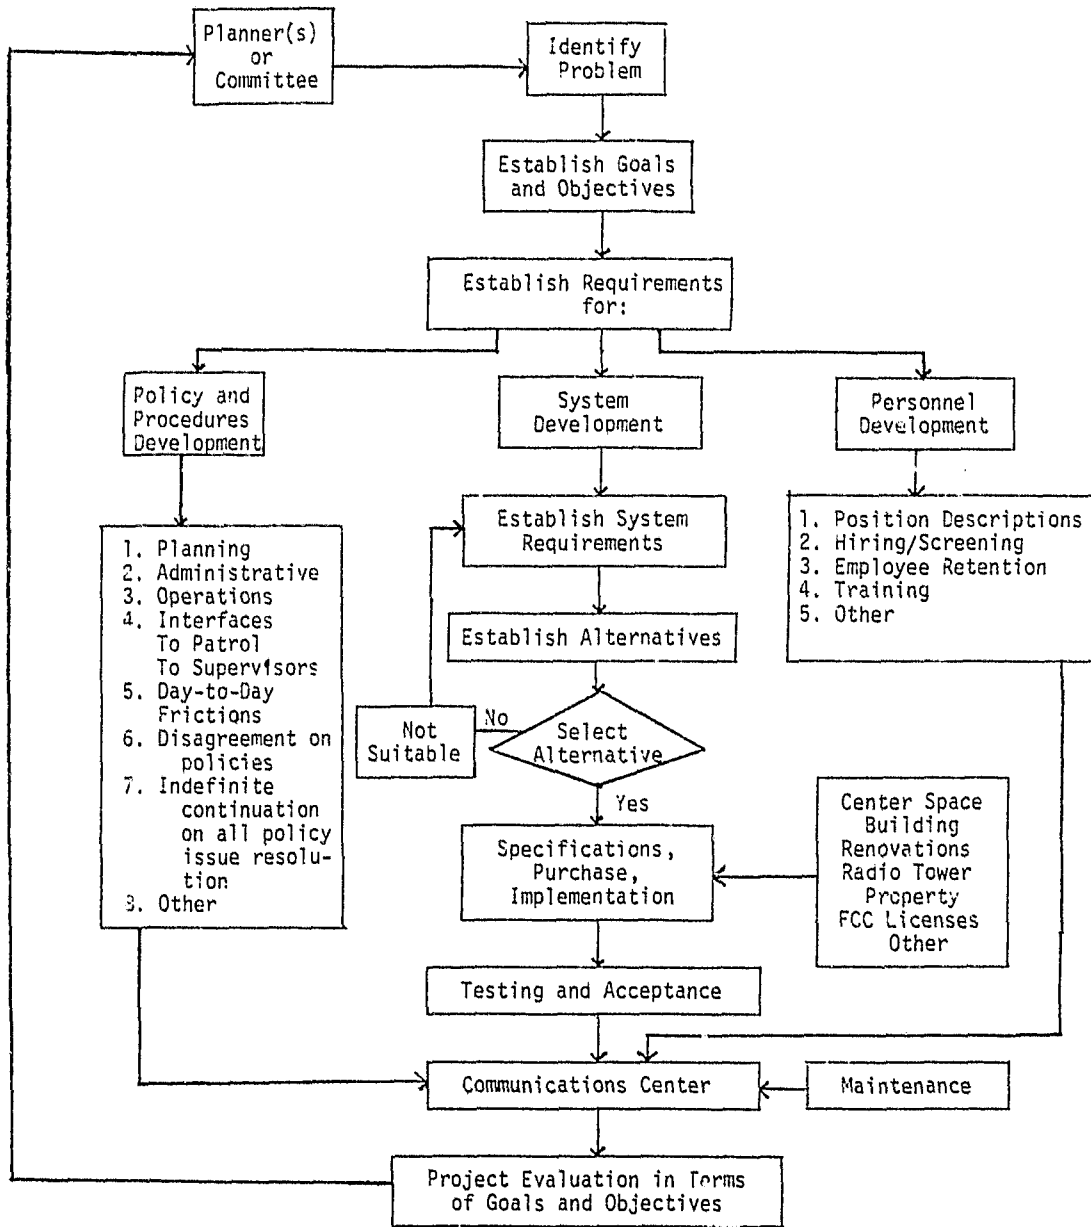 Planner(s)
or
Committee
Identify
Problem
Establish Goals
and Objectives
Establish Requirements
for:
Policy and
Procedures
Development
System
Development
Personnel
Development
1. Planning
2. Administrative
3. Operations
4. Interfaces
To Patrol
To Supervisors
5. Day-to-Day
Frictions
6. Disagreement on
policies
7. Indefinite
continuation
on all policy
issue resolu-
tion
8. Other
Establish System
Requirements
1. Position Descriptions
2. Hiring/Screening
3. Employee Retention
4. Training
5. Other
Establish Alternatives
Not
Suitable
No
Select
Alternative
Yes
Specifications,
Purchase,
Implementation
Center Space
Building
Renovations
Radio Tower
Property
FCC Licenses
Other
Testing and Acceptance
Communications Center
Maintenance
Project Evaluation in Terms
of Goals and Objectives